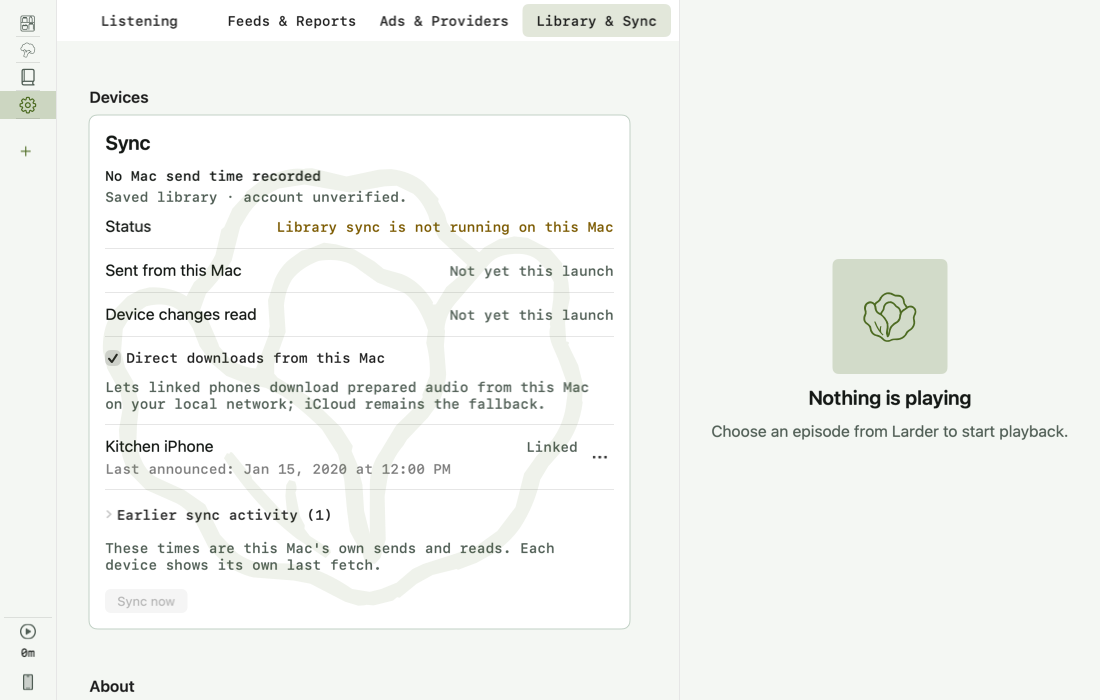 Listening
Feeds & Reports
Ads & Providers
Library & Sync
Devices
Sync
No Mac send time recorded
Saved library · account unverified.
Status
Library sync is not running on this Mac
Sent from this Mac
Not yet this launch
Device changes read
Not yet this launch
Direct downloads from this Mac
Lets linked phones download prepared audio from this Mac
on your local network; iCloud remains the fallback.
Kitchen iPhone
Linked
Last announced: Jan 15, 2020 at 12:00 PM
Earlier sync activity (1)
These times are this Mac's own sends and reads. Each
device shows its own last fetch.
Sync now
About
0m
Nothing is playing
Choose an episode from Larder to start playback.